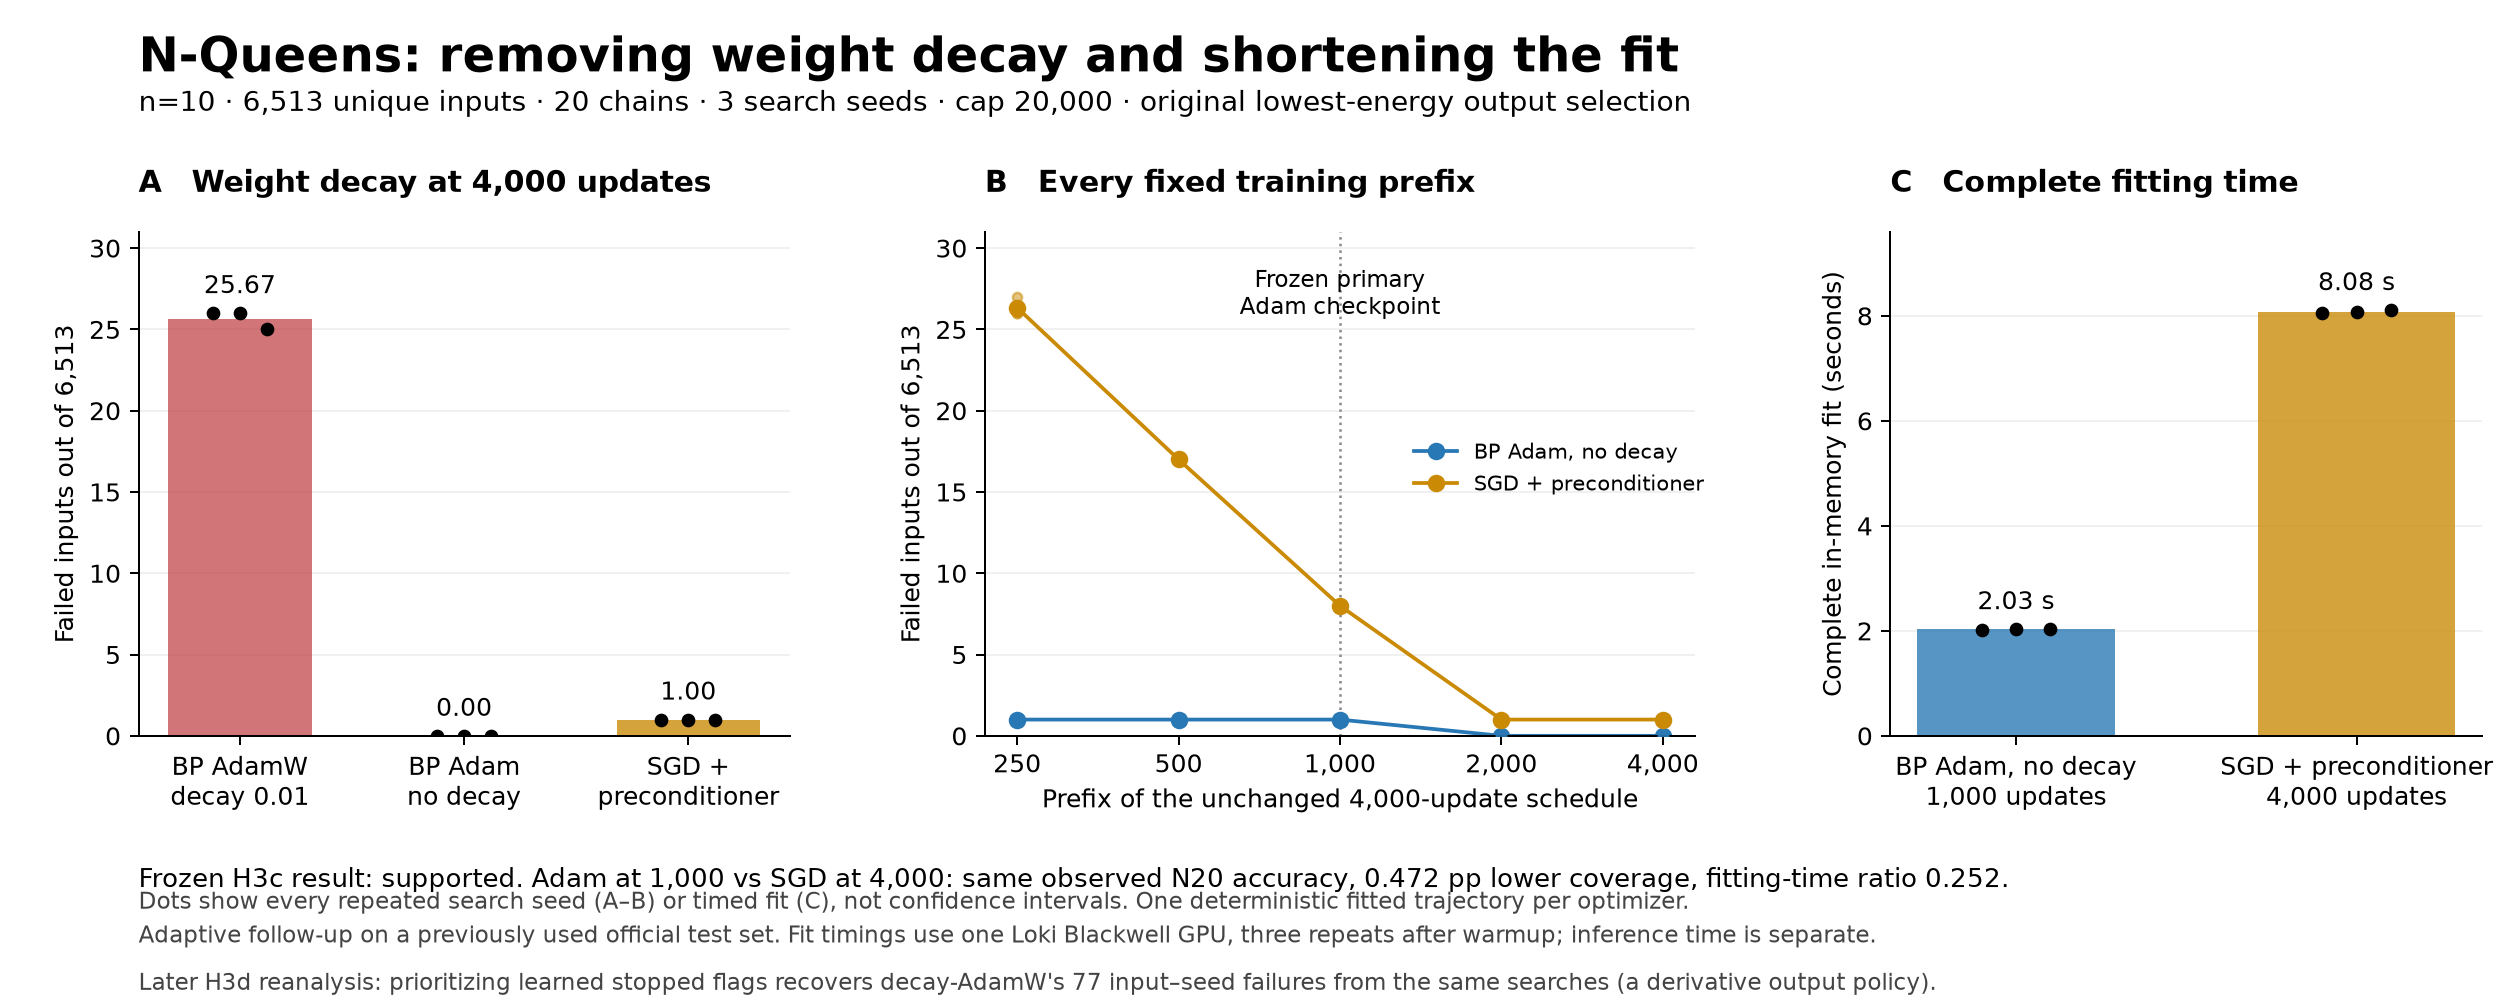 N-Queens: removing weight decay and shortening the fit
n=10 · 6,513 unique inputs · 20 chains · 3 search seeds · cap 20,000 · original lowest-energy output selection
A Weight decay at 4,000 updates
Failed inputs out of 6,513
30
25
20
15
10
5
0
25.67
0.00
1.00
BP AdamW
decay 0.01
BP Adam
no decay
SGD +
preconditioner
B Every fixed training prefix
Failed inputs out of 6,513
30
25
20
15
10
5
0
Frozen primary
Adam checkpoint
BP Adam, no decay
SGD + preconditioner
250
500
1,000
2,000
4,000
Prefix of the unchanged 4,000-update schedule
C Complete fitting time
Complete in-memory fit (seconds)
8
6
4
2
0
2.03 s
8.08 s
BP Adam, no decay
1,000 updates
SGD + preconditioner
4,000 updates
Frozen H3c result: supported. Adam at 1,000 vs SGD at 4,000: same observed N20 accuracy, 0.472 pp lower coverage, fitting-time ratio 0.252.
Dots show every repeated search seed (A–B) or timed fit (C), not confidence intervals. One deterministic fitted trajectory per optimizer.
Adaptive follow-up on a previously used official test set. Fit timings use one Loki Blackwell GPU, three repeats after warmup; inference time is separate.
Later H3d reanalysis: prioritizing learned stopped flags recovers decay-AdamW's 77 input–seed failures from the same searches (a derivative output policy).